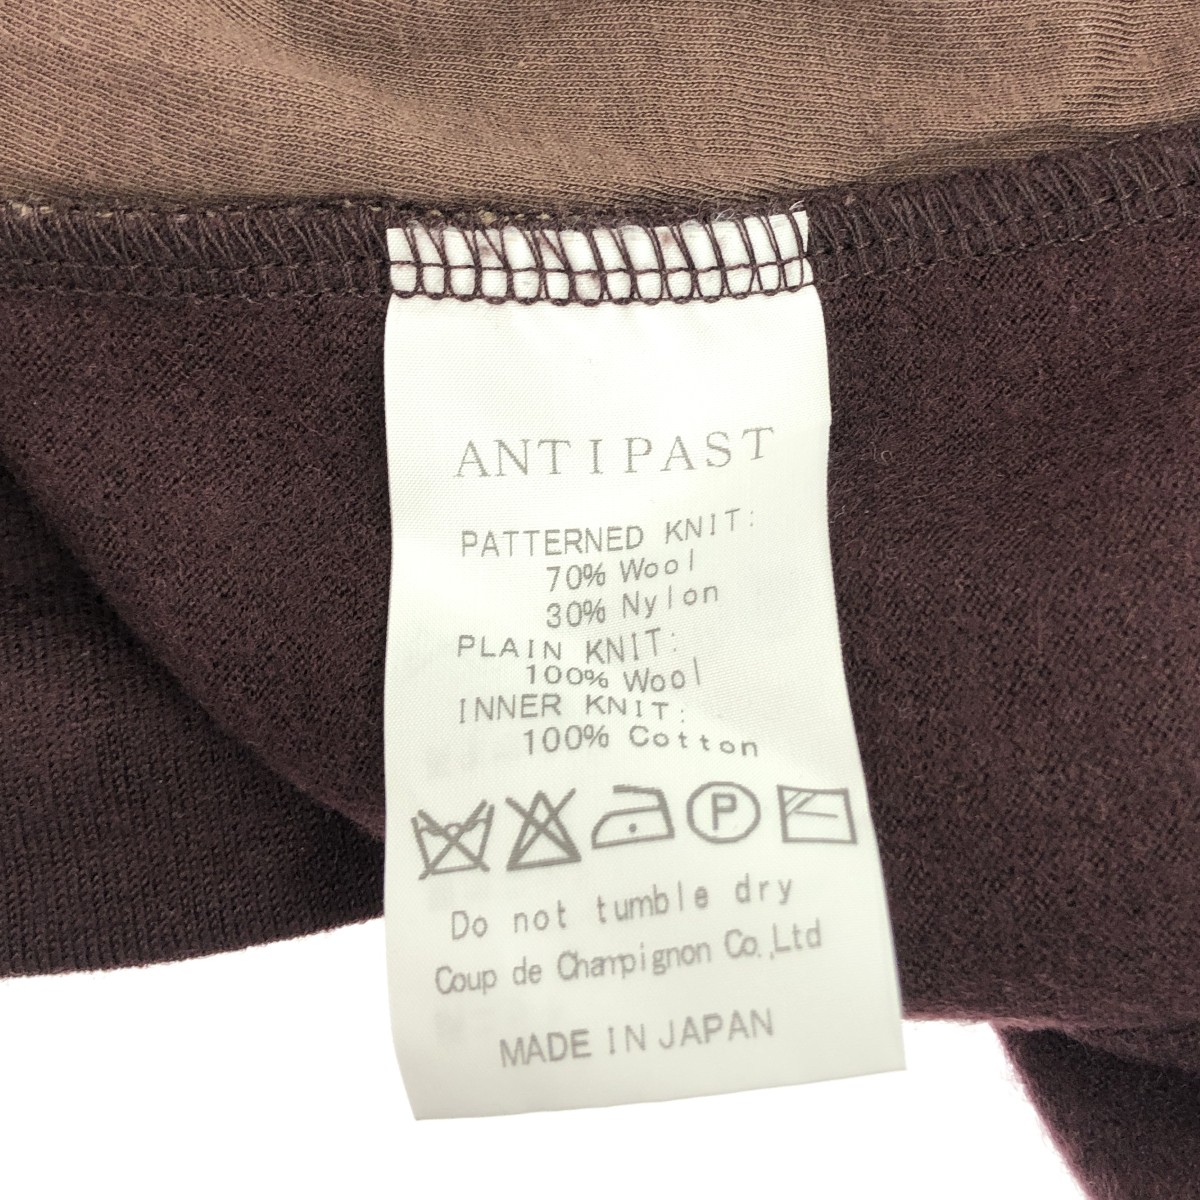 ANTIPAST
PATTERNED KNIT:
70% Wool
30% Nylon
PLAIN KNIT:
100% Wool
INNER KNIT:
100% Cotton
P
Do not tumble dry
Coup de Champignon Co.,Ltd
MADE IN JAPAN